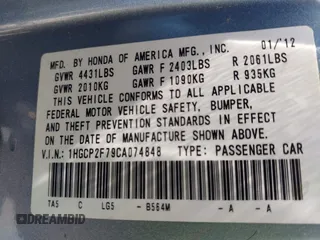 MFD. BY HONDA OF AMERICA MFG., INC. 01/'12
GVWR 4431LBS GAWR F 2403LBS R 2061LBS
GVWR 2010KG GAWR F 1090KG R 935KG
THIS VEHICLE CONFORMS TO ALL APPLICABLE
FEDERAL MOTOR VEHICLE SAFETY, BUMPER,
AND THEFT PREVENTION STANDARDS IN EFFECT
ON THE DATE OF MANUFACTURE SHOWN ABOVE.
V.I.N.: 1HGCP2F79CA074848 TYPE: PASSENGER CAR
TA5 C LG5 - B564M - A - A
DREAMBID